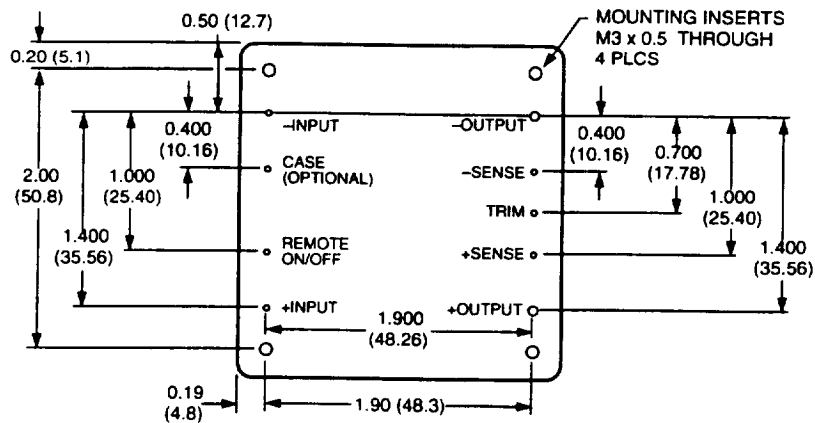 0.50 (12.7)
MOUNTING INSERTS
M3 x 0.5 THROUGH
4 PLCS
0.20 (5.1)
–INPUT
–OUTPUT
0.400
(10.16)
0.400
(10.16)
0.700
(17.78)
CASE
(OPTIONAL)
–SENSE
2.00
(50.8)
1.000
(25.40)
1.000
(25.40)
TRIM
1.400
(35.56)
REMOTE
ON/OFF
+SENSE
1.400
(35.56)
+INPUT
+OUTPUT
1.900
(48.26)
0.19
(4.8)
1.90 (48.3)